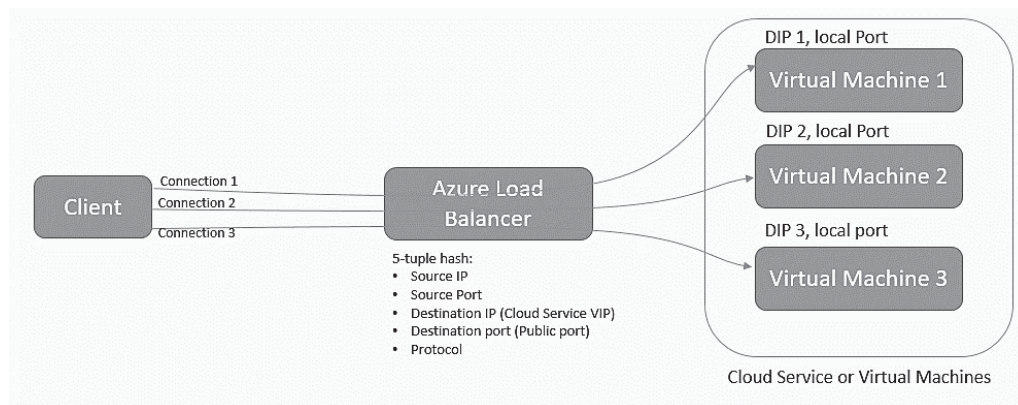 DIP 1, local Port
Virtual Machine 1
DIP 2, local Port
Virtual Machine 2
DIP 3, local port
Virtual Machine 3
Cloud Service or Virtual Machines
Client
Connection 1
Connection 2
Connection 3
Azure Load
Balancer
5-tuple hash:
• Source IP
• Source Port
• Destination IP (Cloud Service VIP)
• Destination port (Public port)
• Protocol